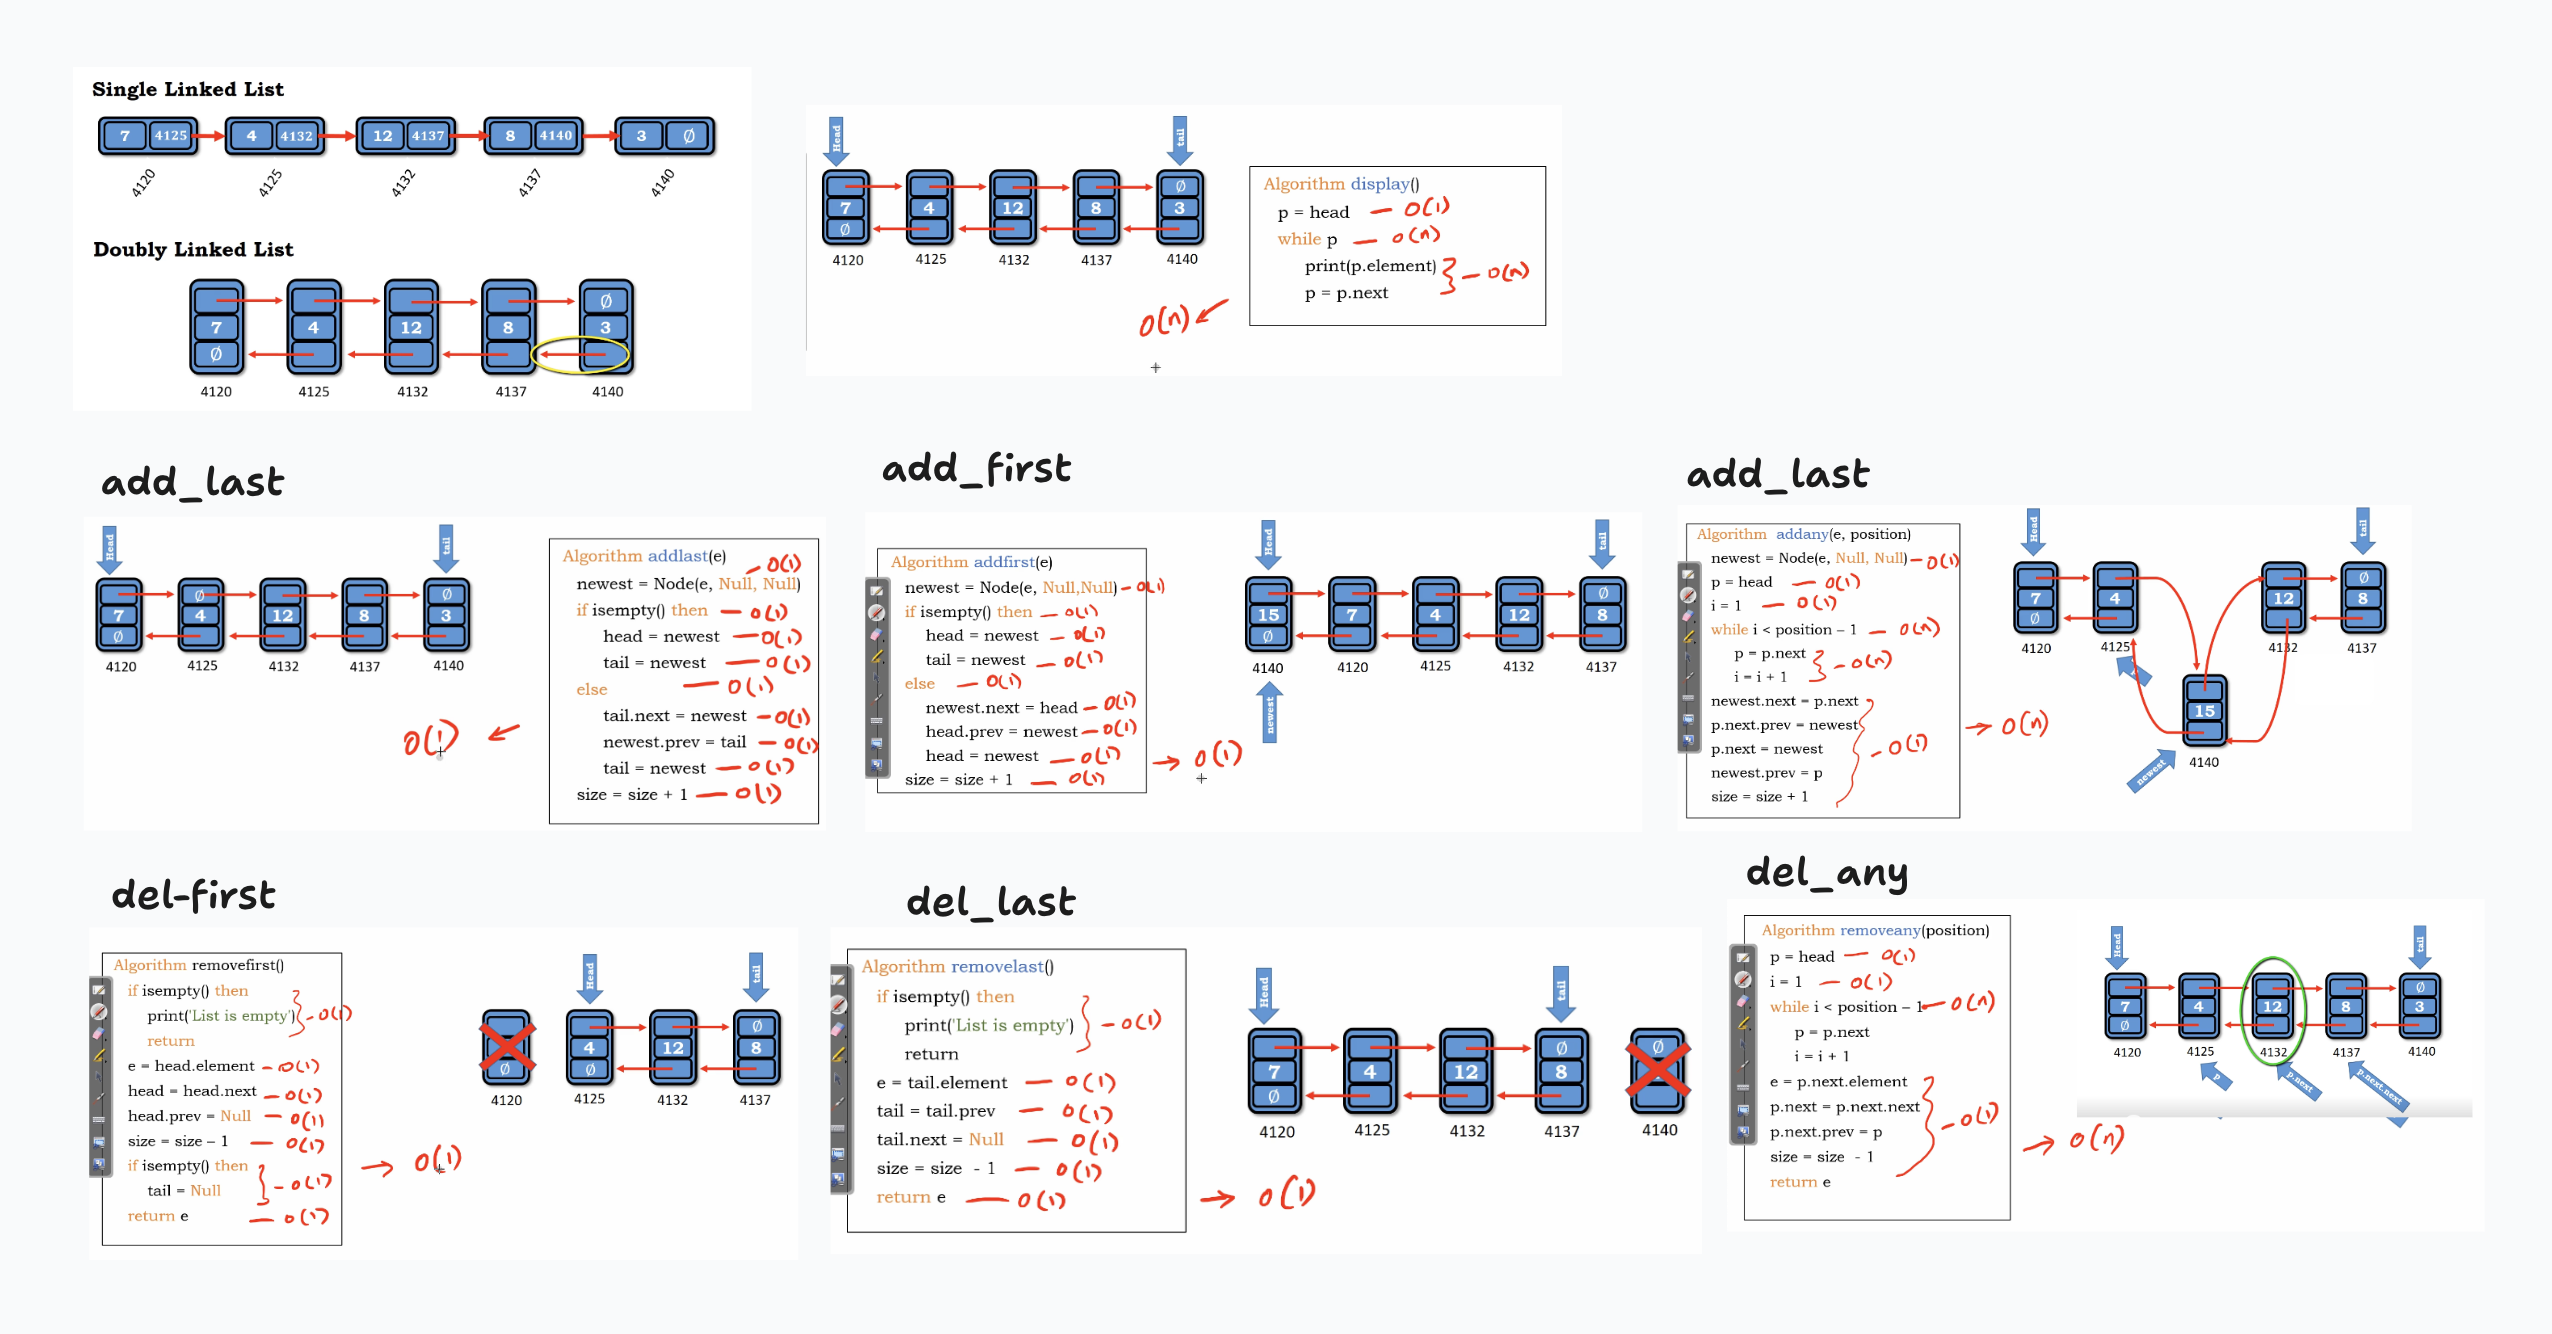 Single Linked List
7 4125 4 4132 12 4137 8 4140 3 Ø
4120 4125 4132 4137 4140
Doubly Linked List
Ø
7 4 12 8 3
Ø
4120 4125 4132 4137 4140
Head tail
Ø
7 4 12 8 3
Ø
4120 4125 4132 4137 4140
Algorithm display()
p = head — O(1)
while p — O(n)
print(p.element)
p = p.next } – O(n)
O(n)
add_last
Head tail
Ø Ø
7 4 12 8 3
Ø
4120 4125 4132 4137 4140
Algorithm addlast(e)
newest = Node(e, Null, Null) – O(1)
if isempty() then – O(1)
head = newest – O(1)
tail = newest – O(1)
else – O(1)
tail.next = newest – O(1)
newest.prev = tail – O(1)
tail = newest – O(1)
size = size + 1 – O(1)
O(1)
add_first
Algorithm addfirst(e)
newest = Node(e, Null,Null) – O(1)
if isempty() then – O(1)
head = newest – O(1)
tail = newest – O(1)
else – O(1)
newest.next = head – O(1)
head.prev = newest – O(1)
head = newest – O(1)
size = size + 1 – O(1)
→ O(1)
Head tail
Ø
15 7 4 12 8
Ø
4140 4120 4125 4132 4137
newest
add_last
Algorithm addany(e, position)
newest = Node(e, Null, Null) – O(1)
p = head – O(1)
i = 1 – O(1)
while i < position – 1 – O(n)
p = p.next
i = i + 1 } – O(n)
newest.next = p.next
p.next.prev = newest
p.next = newest
newest.prev = p
size = size + 1
– O(1)
→ O(n)
Head tail
Ø
7 4 12 8
Ø
4120 4125 4132 4137
15
4140
newest
del-first
Algorithm removefirst()
if isempty() then
print('List is empty') – O(1)
return
e = head.element – O(1)
head = head.next – O(1)
head.prev = Null – O(1)
size = size – 1 – O(1)
if isempty() then
tail = Null } – O(1)
return e – O(1)
→ O(1)
Head tail
Ø
4 12 8
Ø Ø
4120 4125 4132 4137
del_last
Algorithm removelast()
if isempty() then
print('List is empty') } – O(1)
return
e = tail.element – O(1)
tail = tail.prev – O(1)
tail.next = Null – O(1)
size = size - 1 – O(1)
return e – O(1)
→ O(1)
Head tail
Ø Ø
7 4 12 8
Ø
4120 4125 4132 4137 4140
del_any
Algorithm removeany(position)
p = head – O(1)
i = 1 – O(1)
while i < position – 1 – O(n)
p = p.next
i = i + 1
e = p.next.element
p.next = p.next.next
p.next.prev = p
size = size - 1
return e
– O(1)
→ O(n)
Head tail
Ø
7 4 12 8 3
Ø
4120 4125 4132 4137 4140
p p.next p.next.next